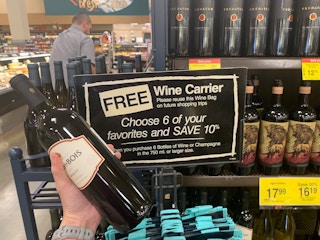 FREE Wine Carrier
Please reuse this Wine Bag
on future shopping trips
Choose 6 of your
favorites and SAVE 10%
you purchase 6 Bottles of Wine or Champagne
in the 750 ml. or larger size.
BOIS
17.99
16.19